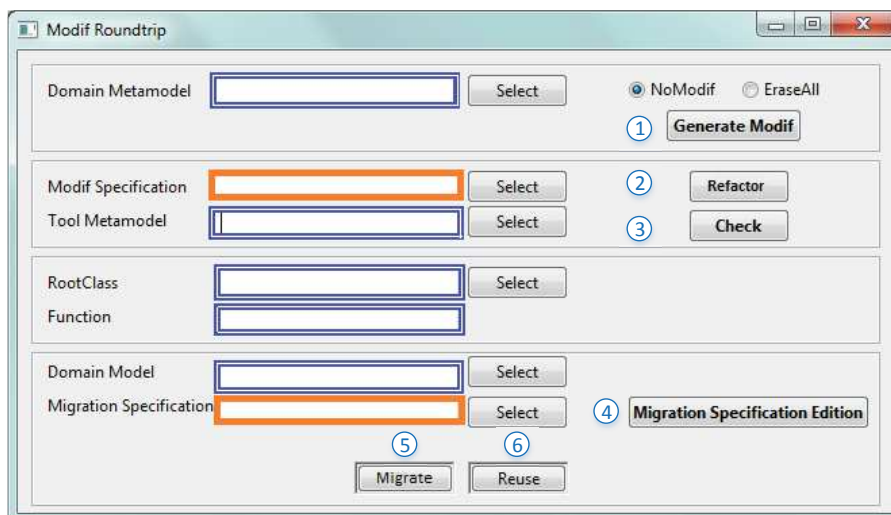 Modif Roundtrip
Domain Metamodel Select NoModif EraseAll
1 Generate Modif
Modif Specification Select 2 Refactor
Tool Metamodel Select 3 Check
RootClass Select
Function
Domain Model Select
Migration Specification Select 4 Migration Specification Edition
5 6
Migrate Reuse